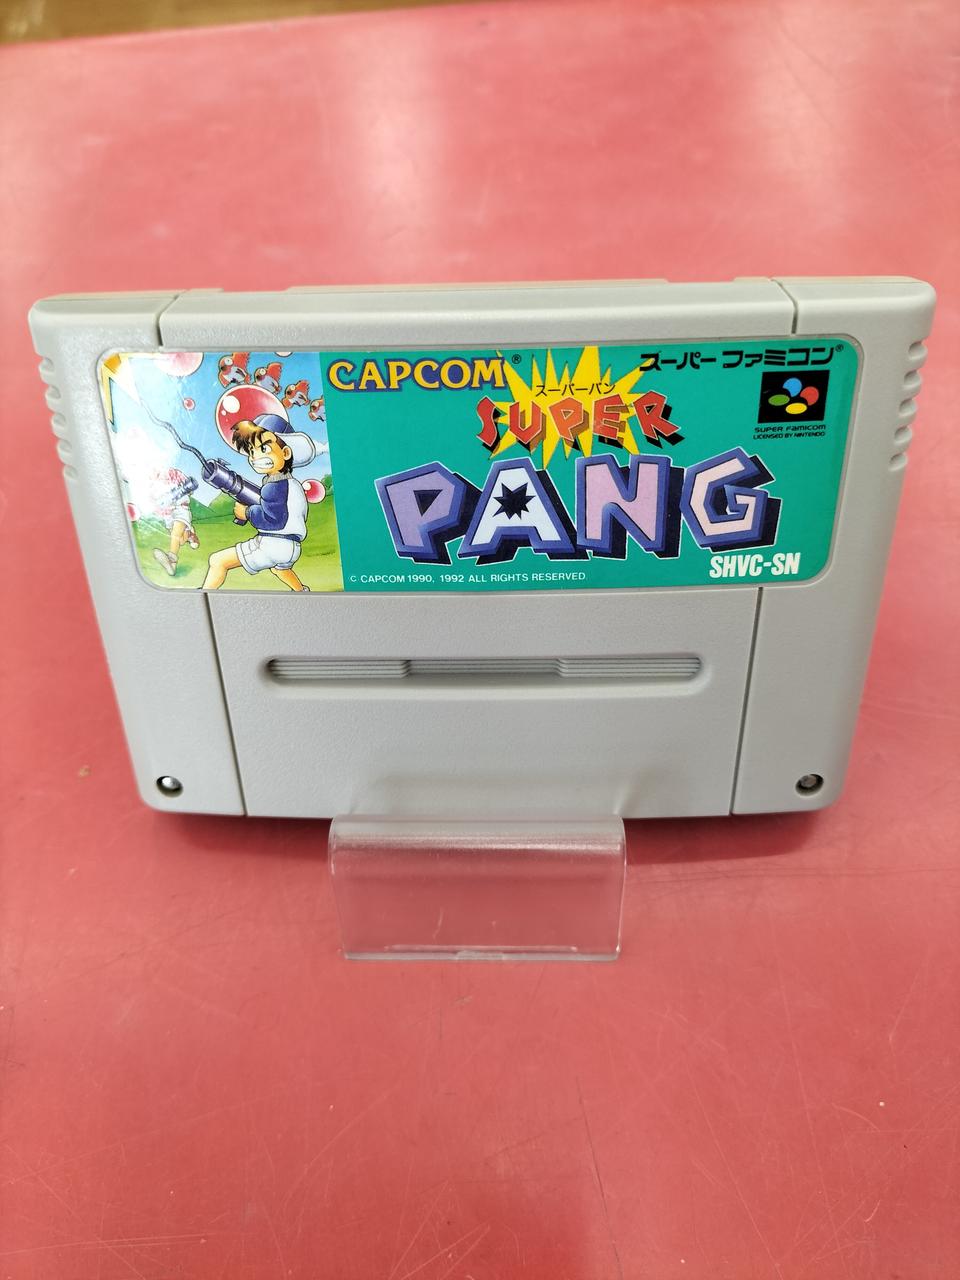 CAPCOM®
スーパーファミコン®
スーパーパン
SUPER
PANG
SUPER FAMICOM
LICENSED BY NINTENDO
SHVC-SN
© CAPCOM 1990, 1992 ALL RIGHTS RESERVED